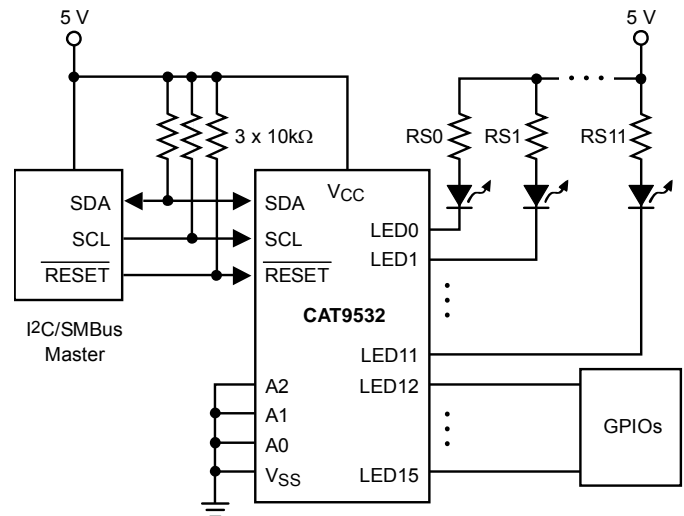 5 V
5 V
3 x 10kΩ
RS0
RS1
RS11
VCC
SDA
SDA
LED0
SCL
SCL
LED1
RESET
RESET
CAT9532
I2C/SMBus
Master
LED11
A2
LED12
A1
GPIOs
A0
VSS
LED15